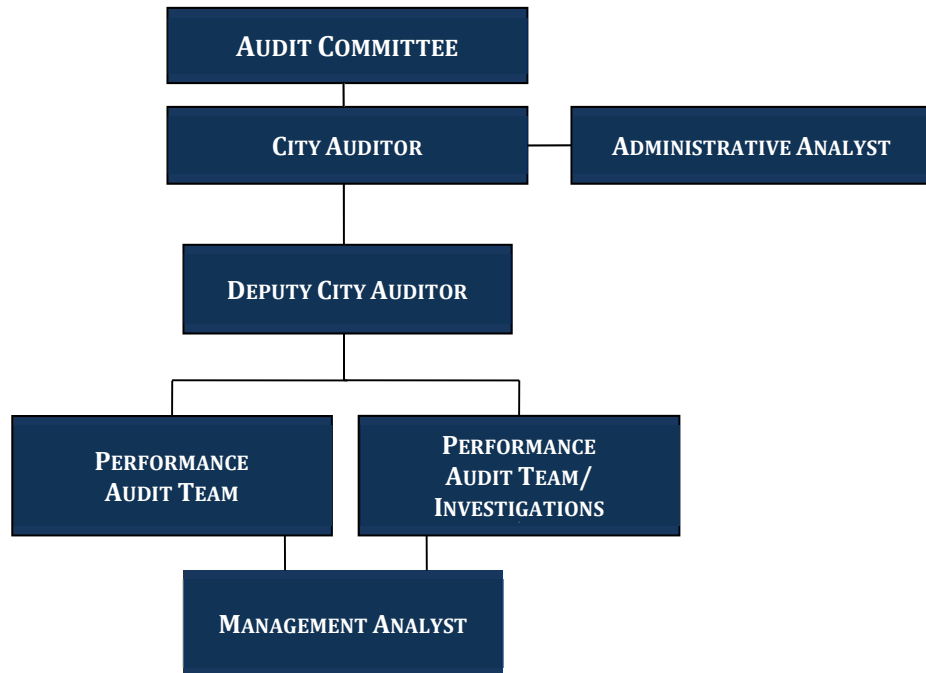 AUDIT COMMITTEE
CITY AUDITOR
ADMINISTRATIVE ANALYST
DEPUTY CITY AUDITOR
PERFORMANCE
AUDIT TEAM
PERFORMANCE
AUDIT TEAM/
INVESTIGATIONS
MANAGEMENT ANALYST